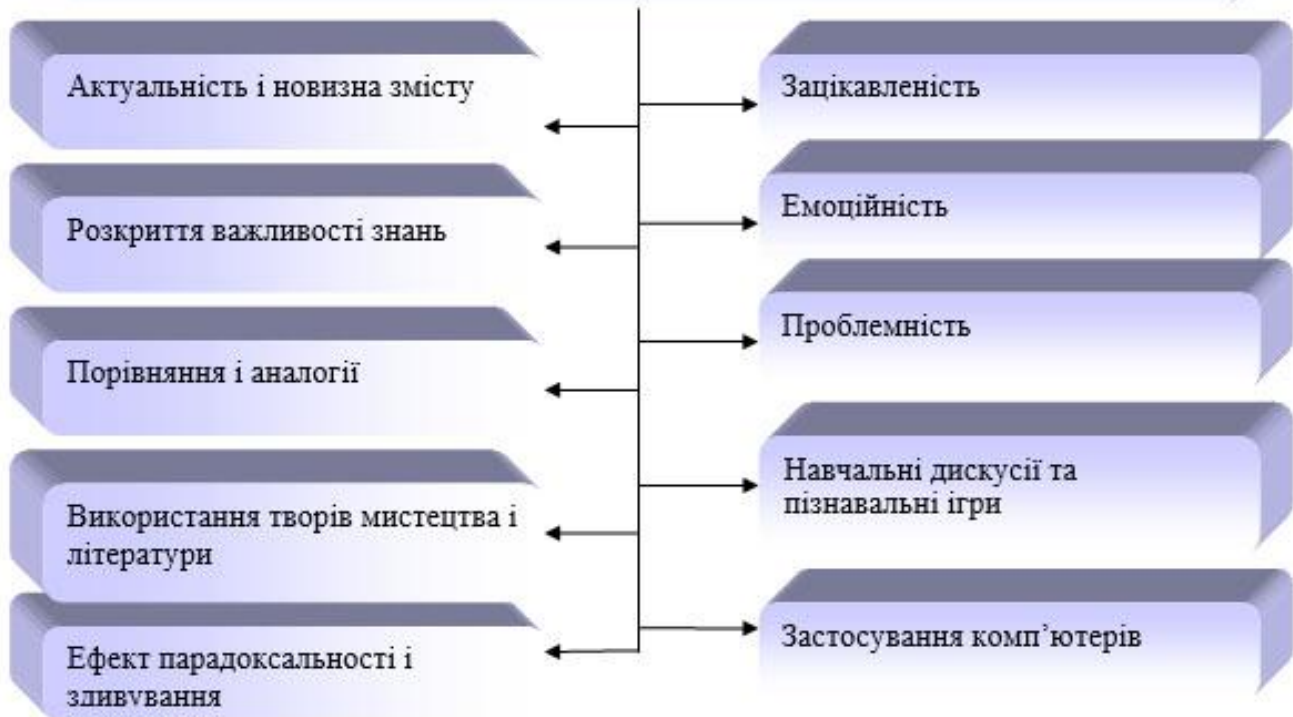 Актуальність і новизна змісту
Розкриття важливості знань
Порівняння і аналогії
Використання творів мистецтва і
літератури
Ефект парадоксальності і
здивування
Зацікавленість
Емоційність
Проблемність
Навчальні дискусії та
пізнавальні ігри
Застосування комп’ютерів